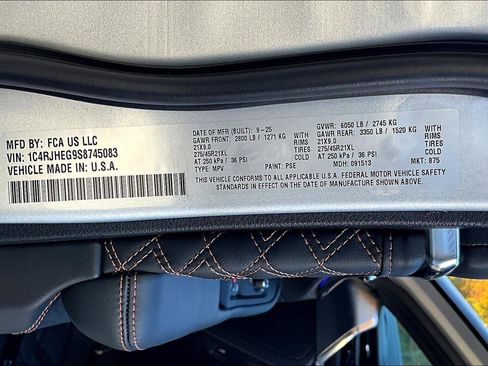 MFD BY: FCA US LLC
VIN: 1C4RJHEG9S8745083
VEHICLE MADE IN U.S.A.
DATE OF MFR (BUILT): 9-25
GAWR FRONT: 2800 LB / 1271 KG
21X9.0
275/45R21XL
AT 250 kPa / 36 PSI
TYPE: MPV
PAINT: PSE
WHEELS
TIRES
COLD
GVWR: 6050 LB / 2745 KG
GAWR REAR: 3350 LB / 1520 KG
21X9.0
275/45R21XL
AT 250 kPa / 36 PSI
MDH: 091513
MKT: 875
WHEELS
TIRES
COLD
THIS VEHICLE CONFORMS TO ALL APPLICABLE U.S.A. FEDERAL MOTOR VEHICLE SAFETY
STANDARDS IN EFFECT ON THE DATE OF MANUFACTURE SHOWN ABOVE.